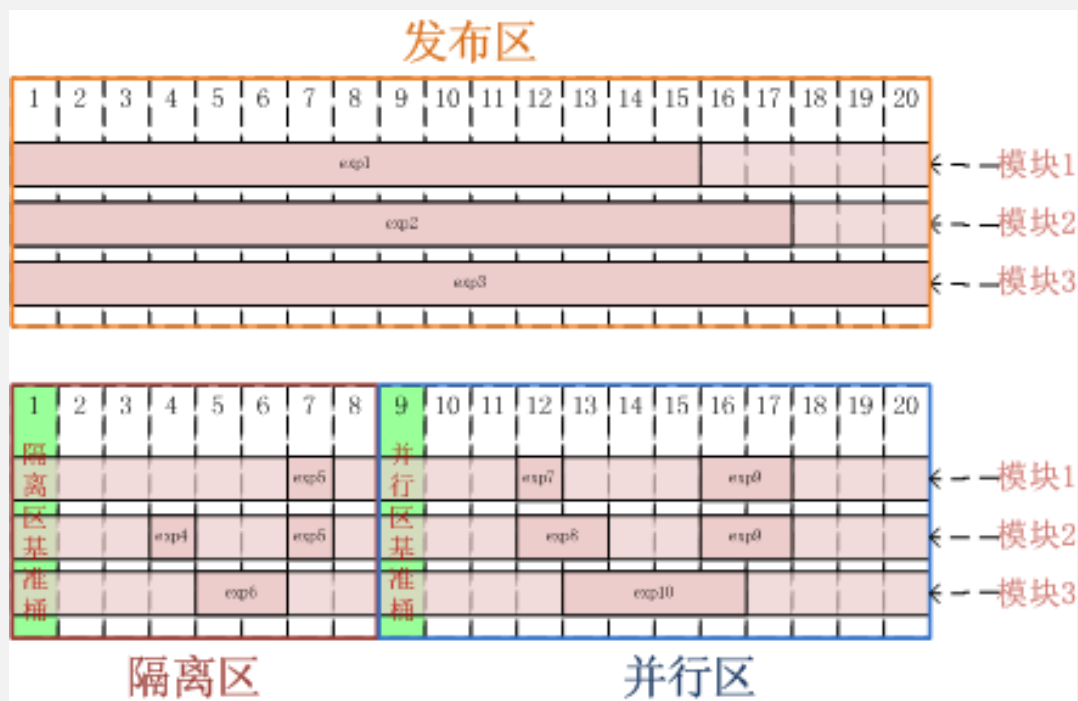 发布区
1 2 3 4 5 6 7 8 9 10 11 12 13 14 15 16 17 18 19 20
exp1 模块1
exp2 模块2
exp3 模块3
1 2 3 4 5 6 7 8 9 10 11 12 13 14 15 16 17 18 19 20
隔离区基准桶
并行区基准桶
exp5 exp7 exp9 模块1
exp4 exp5 exp8 exp9 模块2
exp6 exp10 模块3
隔离区 并行区